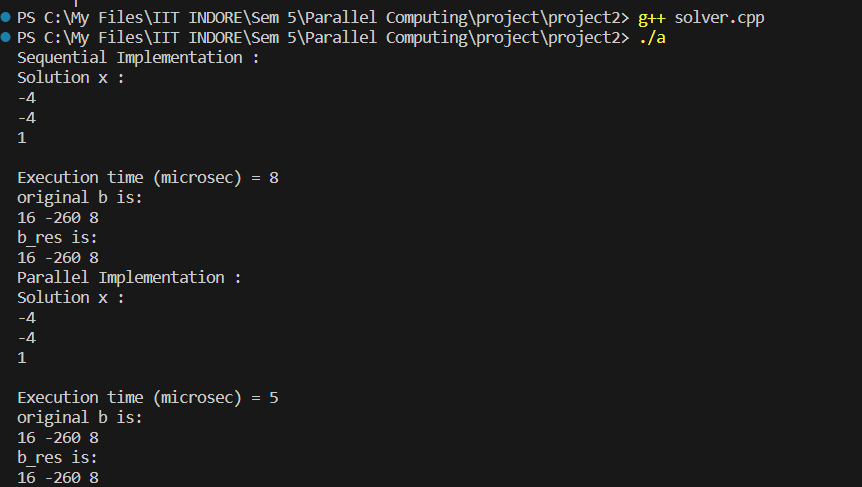 PS C:\My Files\IIT INDORE\Sem 5\Parallel Computing\project\project2> g++ solver.cpp
PS C:\My Files\IIT INDORE\Sem 5\Parallel Computing\project\project2> ./a
Sequential Implementation :
Solution x :
-4
-4
1
Execution time (microsec) = 8
original b is:
16 -260 8
b_res is:
16 -260 8
Parallel Implementation :
Solution x :
-4
-4
1
Execution time (microsec) = 5
original b is:
16 -260 8
b_res is:
16 -260 8